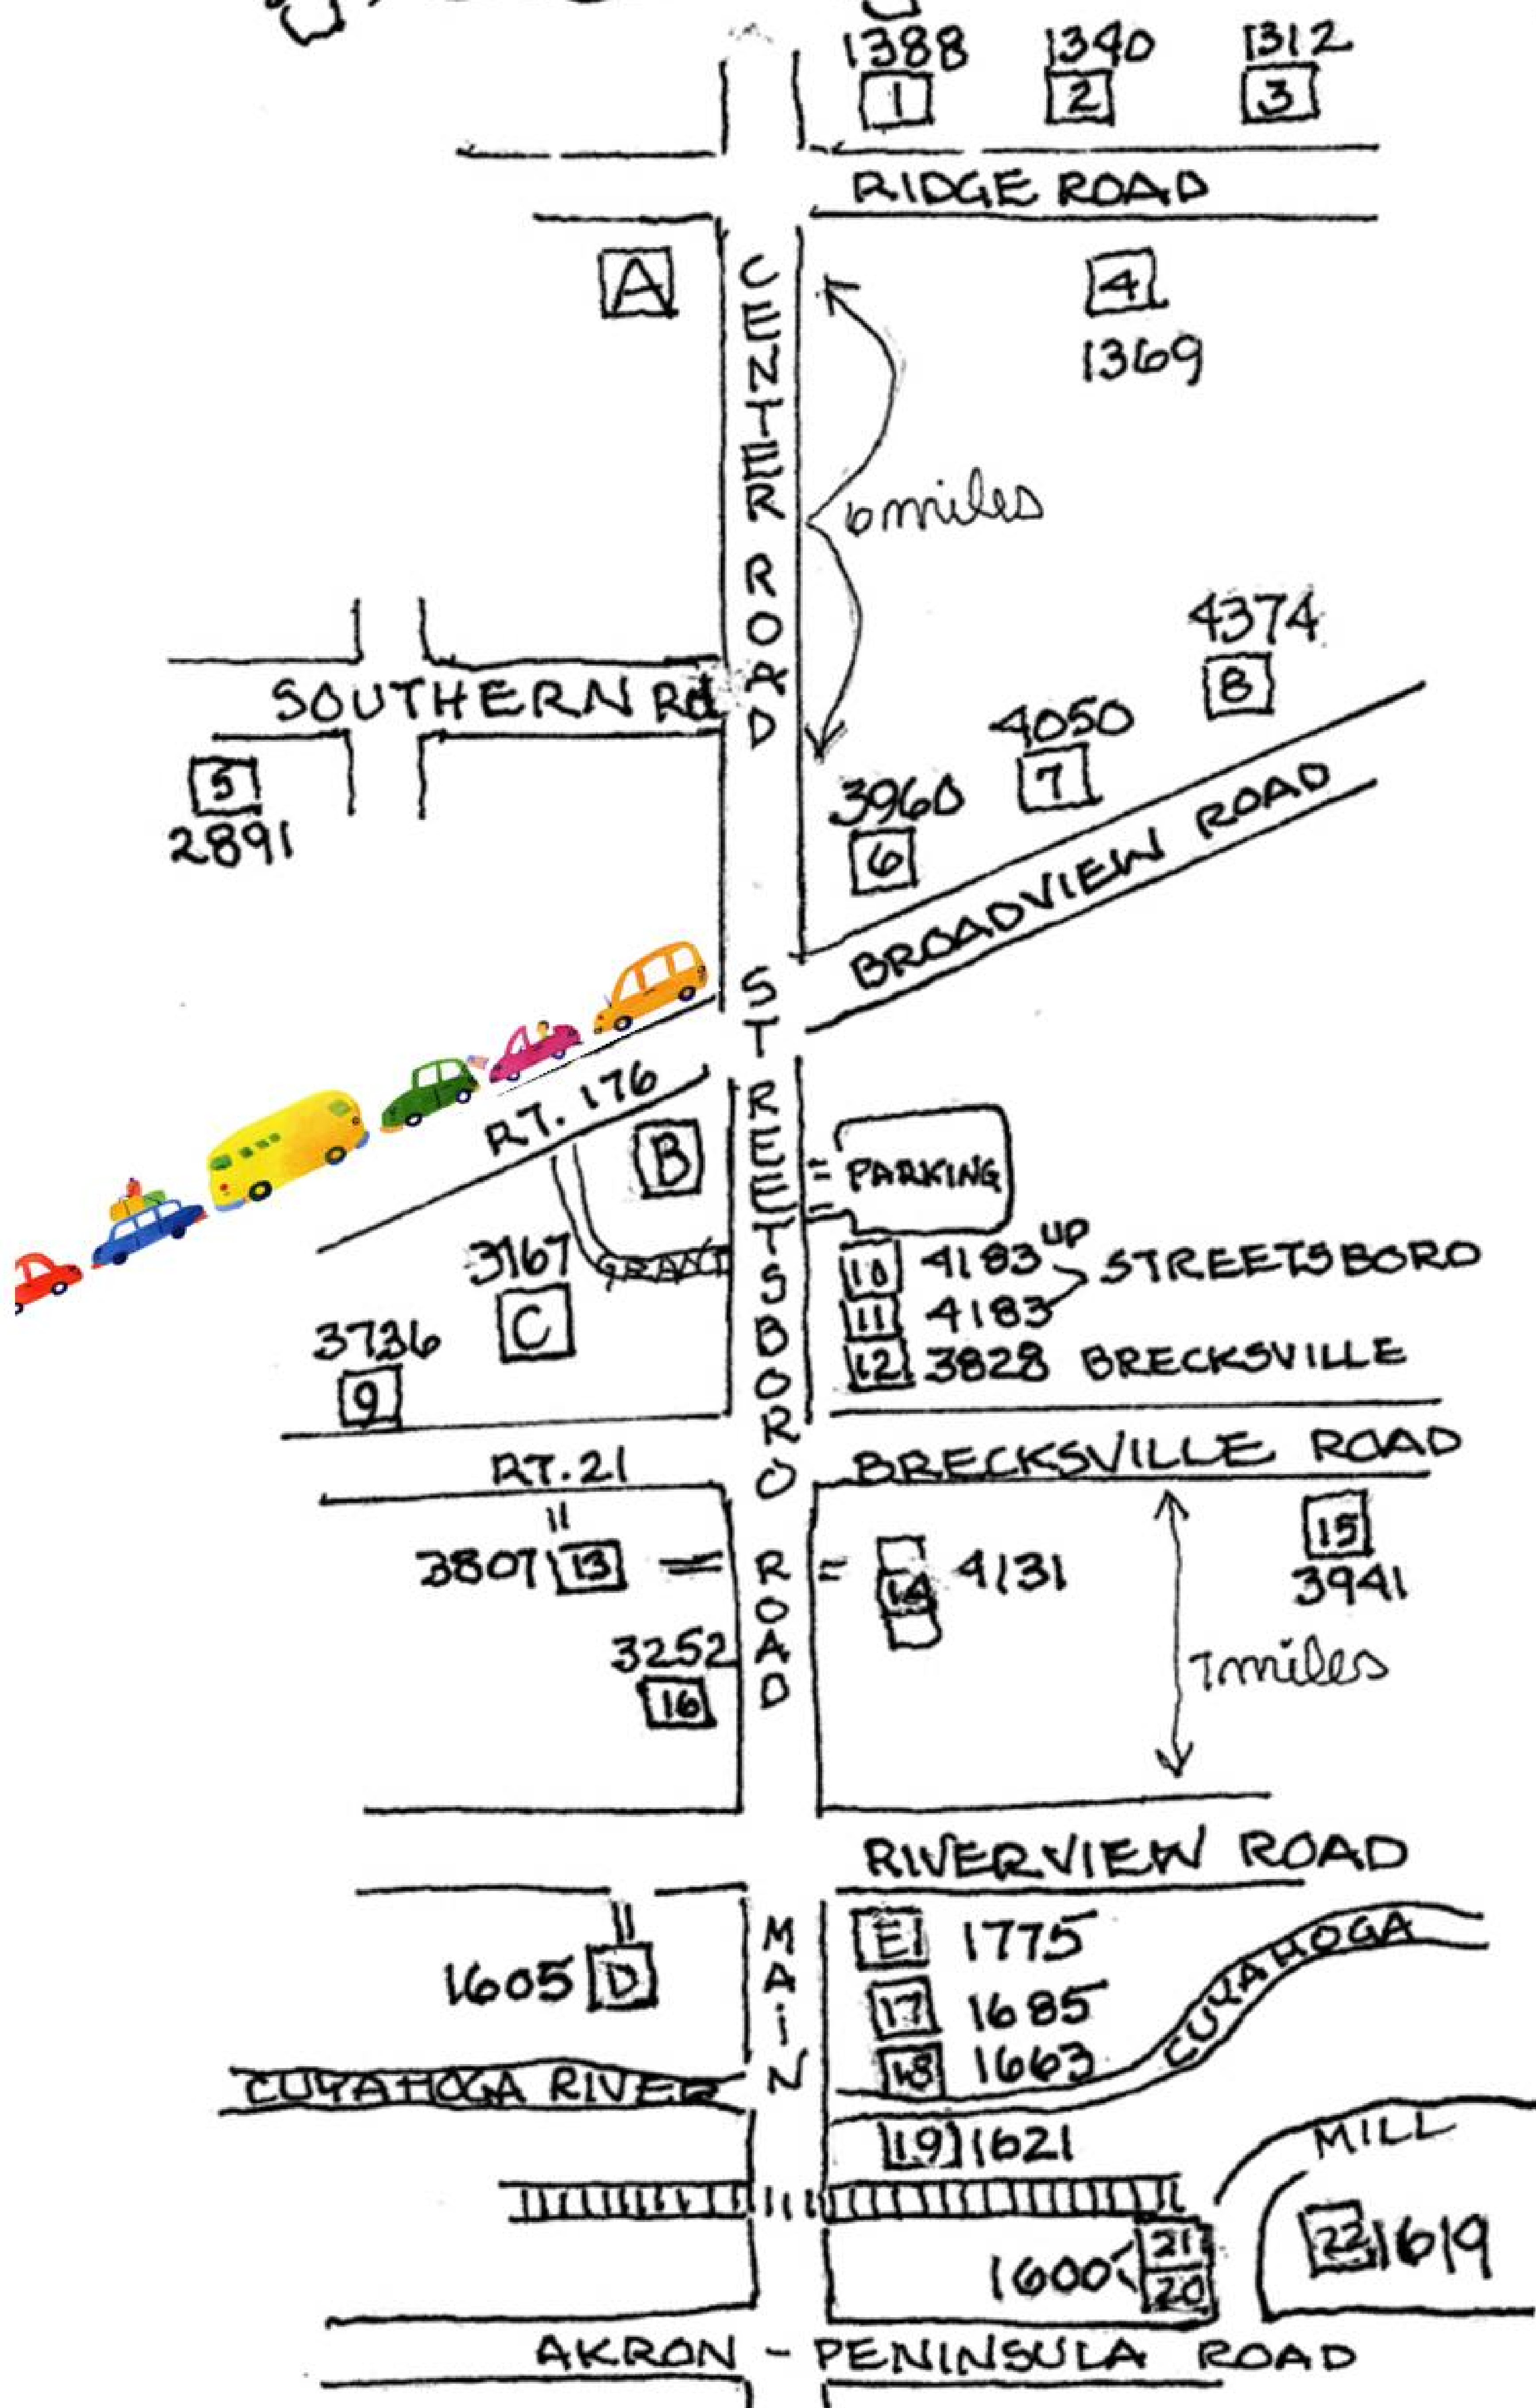 1388 1340 1312
1 2 3
RIDGE ROAD
A
4
1369
CENTER ROAD
6 miles
SOUTHERN Rd
5
2891
4374
8
4050
7
3960
6
BROADVIEW ROAD
STREETSBORO ROAD
RT. 176
B
PARKING
GRANT
3767
C
3736
9
10 4183 UP
11 4183
STREETSBORO
12 3828 BRECKSVILLE
RT. 21
BRECKSVILLE ROAD
3807 13
14 4131
15
3941
3252
16
7 miles
RIVERVIEW ROAD
MAIN
1605 D
E 1775
17 1685
18 1663
CUYAHOGA
CUYAHOGA RIVER
19 1621
MILL
22 1619
1600 21
20
AKRON - PENINSULA ROAD